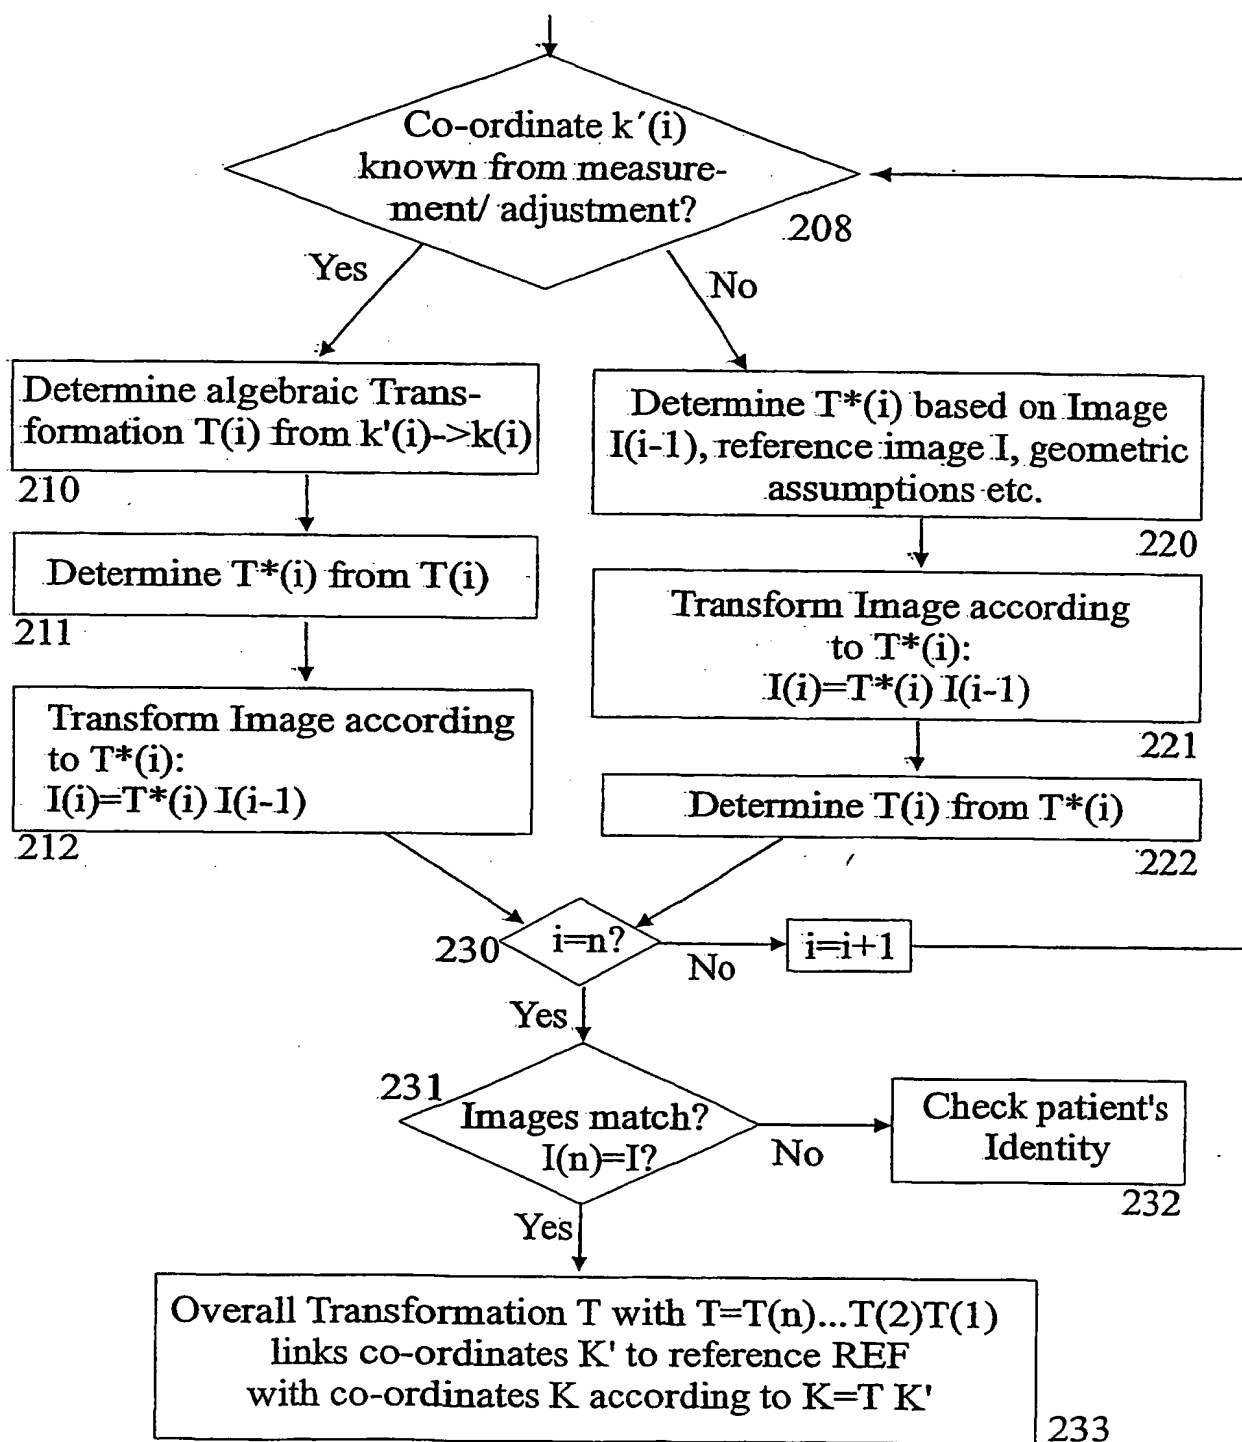 Co-ordinate k′(i)
known from measure-
ment/ adjustment?
208
Yes
No
Determine algebraic Trans-
formation T(i) from k'(i)->k(i)
210
Determine T*(i) based on Image
I(i-1), reference image I, geometric
assumptions etc.
220
Determine T*(i) from T(i)
211
Transform Image according
to T*(i):
I(i)=T*(i) I(i-1)
221
Transform Image according
to T*(i):
I(i)=T*(i) I(i-1)
212
Determine T(i) from T*(i)
222
230
i=n?
No
i=i+1
Yes
231
Images match?
I(n)=I?
No
Check patient's
Identity
232
Yes
Overall Transformation T with T=T(n)...T(2)T(1)
links co-ordinates K' to reference REF
with co-ordinates K according to K=T K'
233